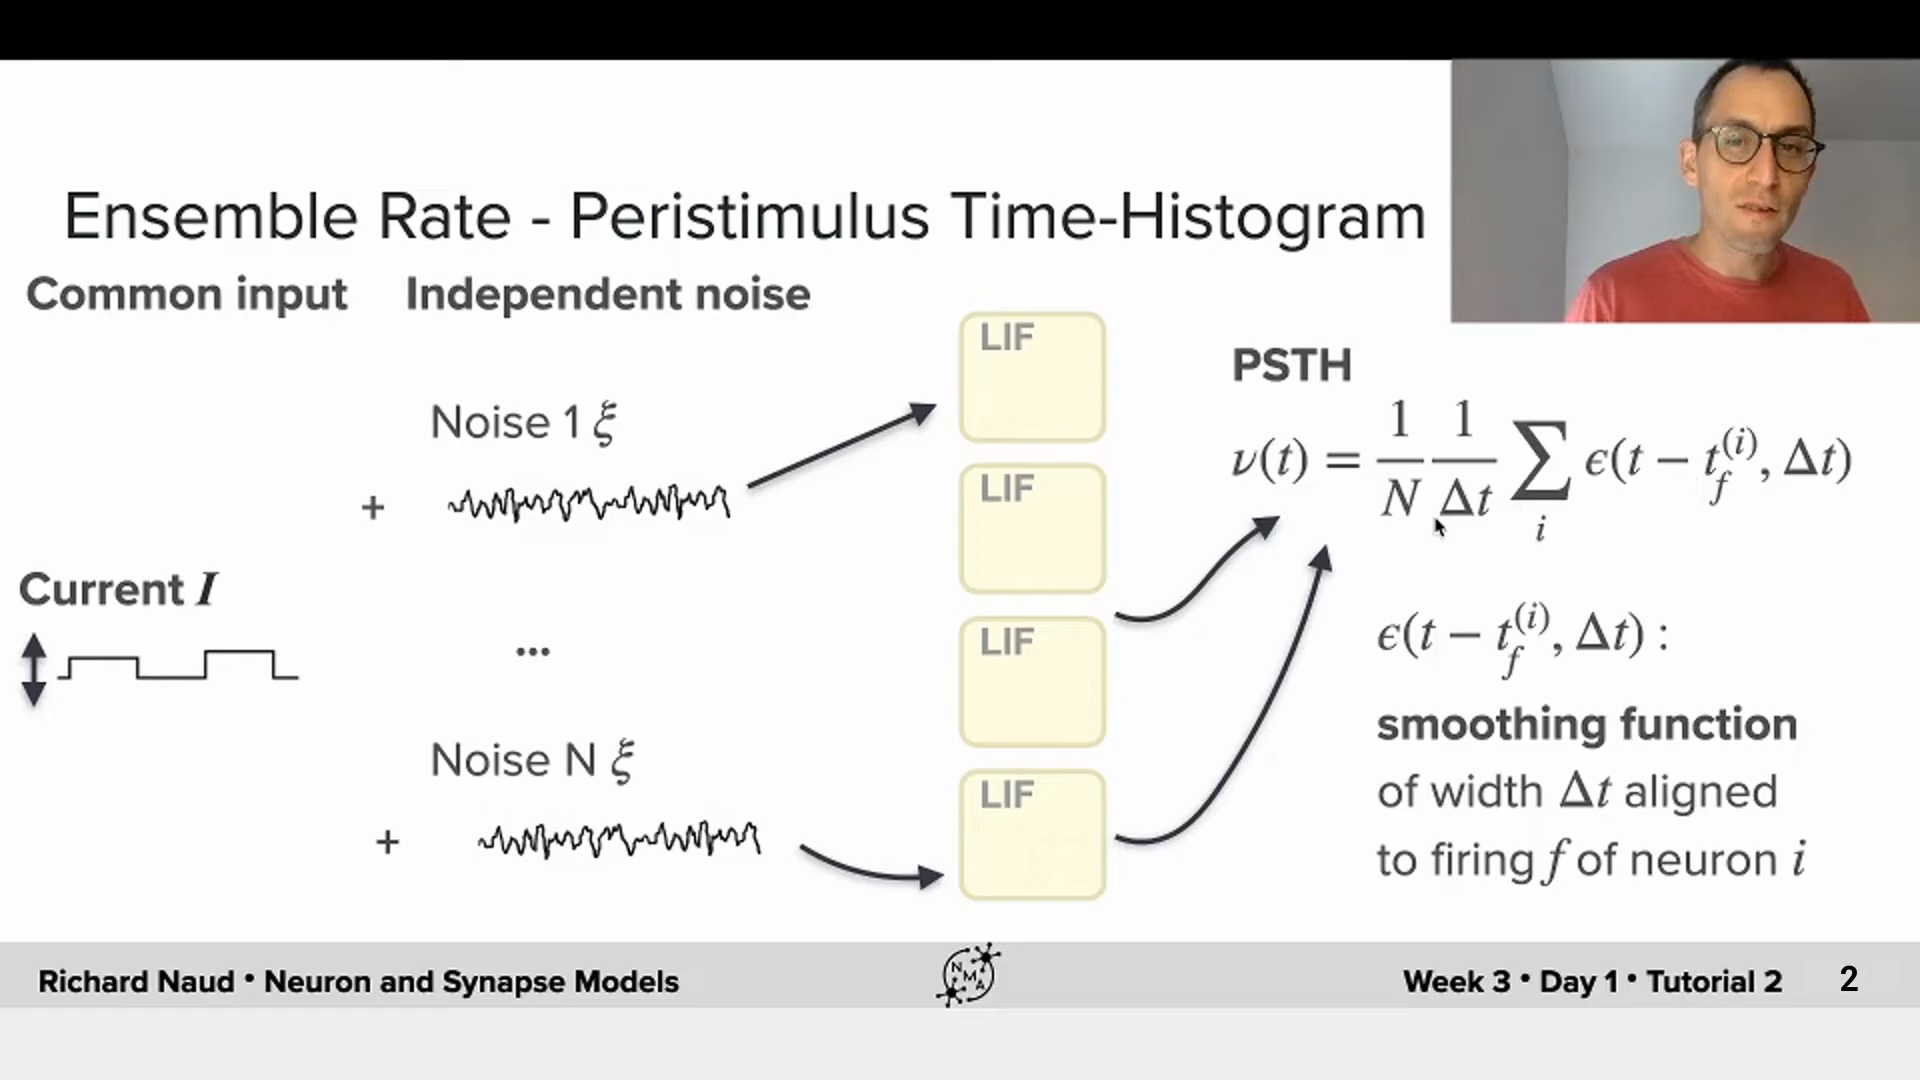 Ensemble Rate - Peristimulus Time-Histogram
Common input
Independent noise
Noise 1 ξ
+
Current I
...
Noise N ξ
+
LIF
LIF
LIF
LIF
PSTH
ν(t) = 1/N 1/Δt ∑_i ϵ(t − t_f^(i), Δt)
ϵ(t − t_f^(i), Δt) :
smoothing function
of width Δt aligned
to firing f of neuron i
Richard Naud • Neuron and Synapse Models
N M A
Week 3 • Day 1 • Tutorial 2
2